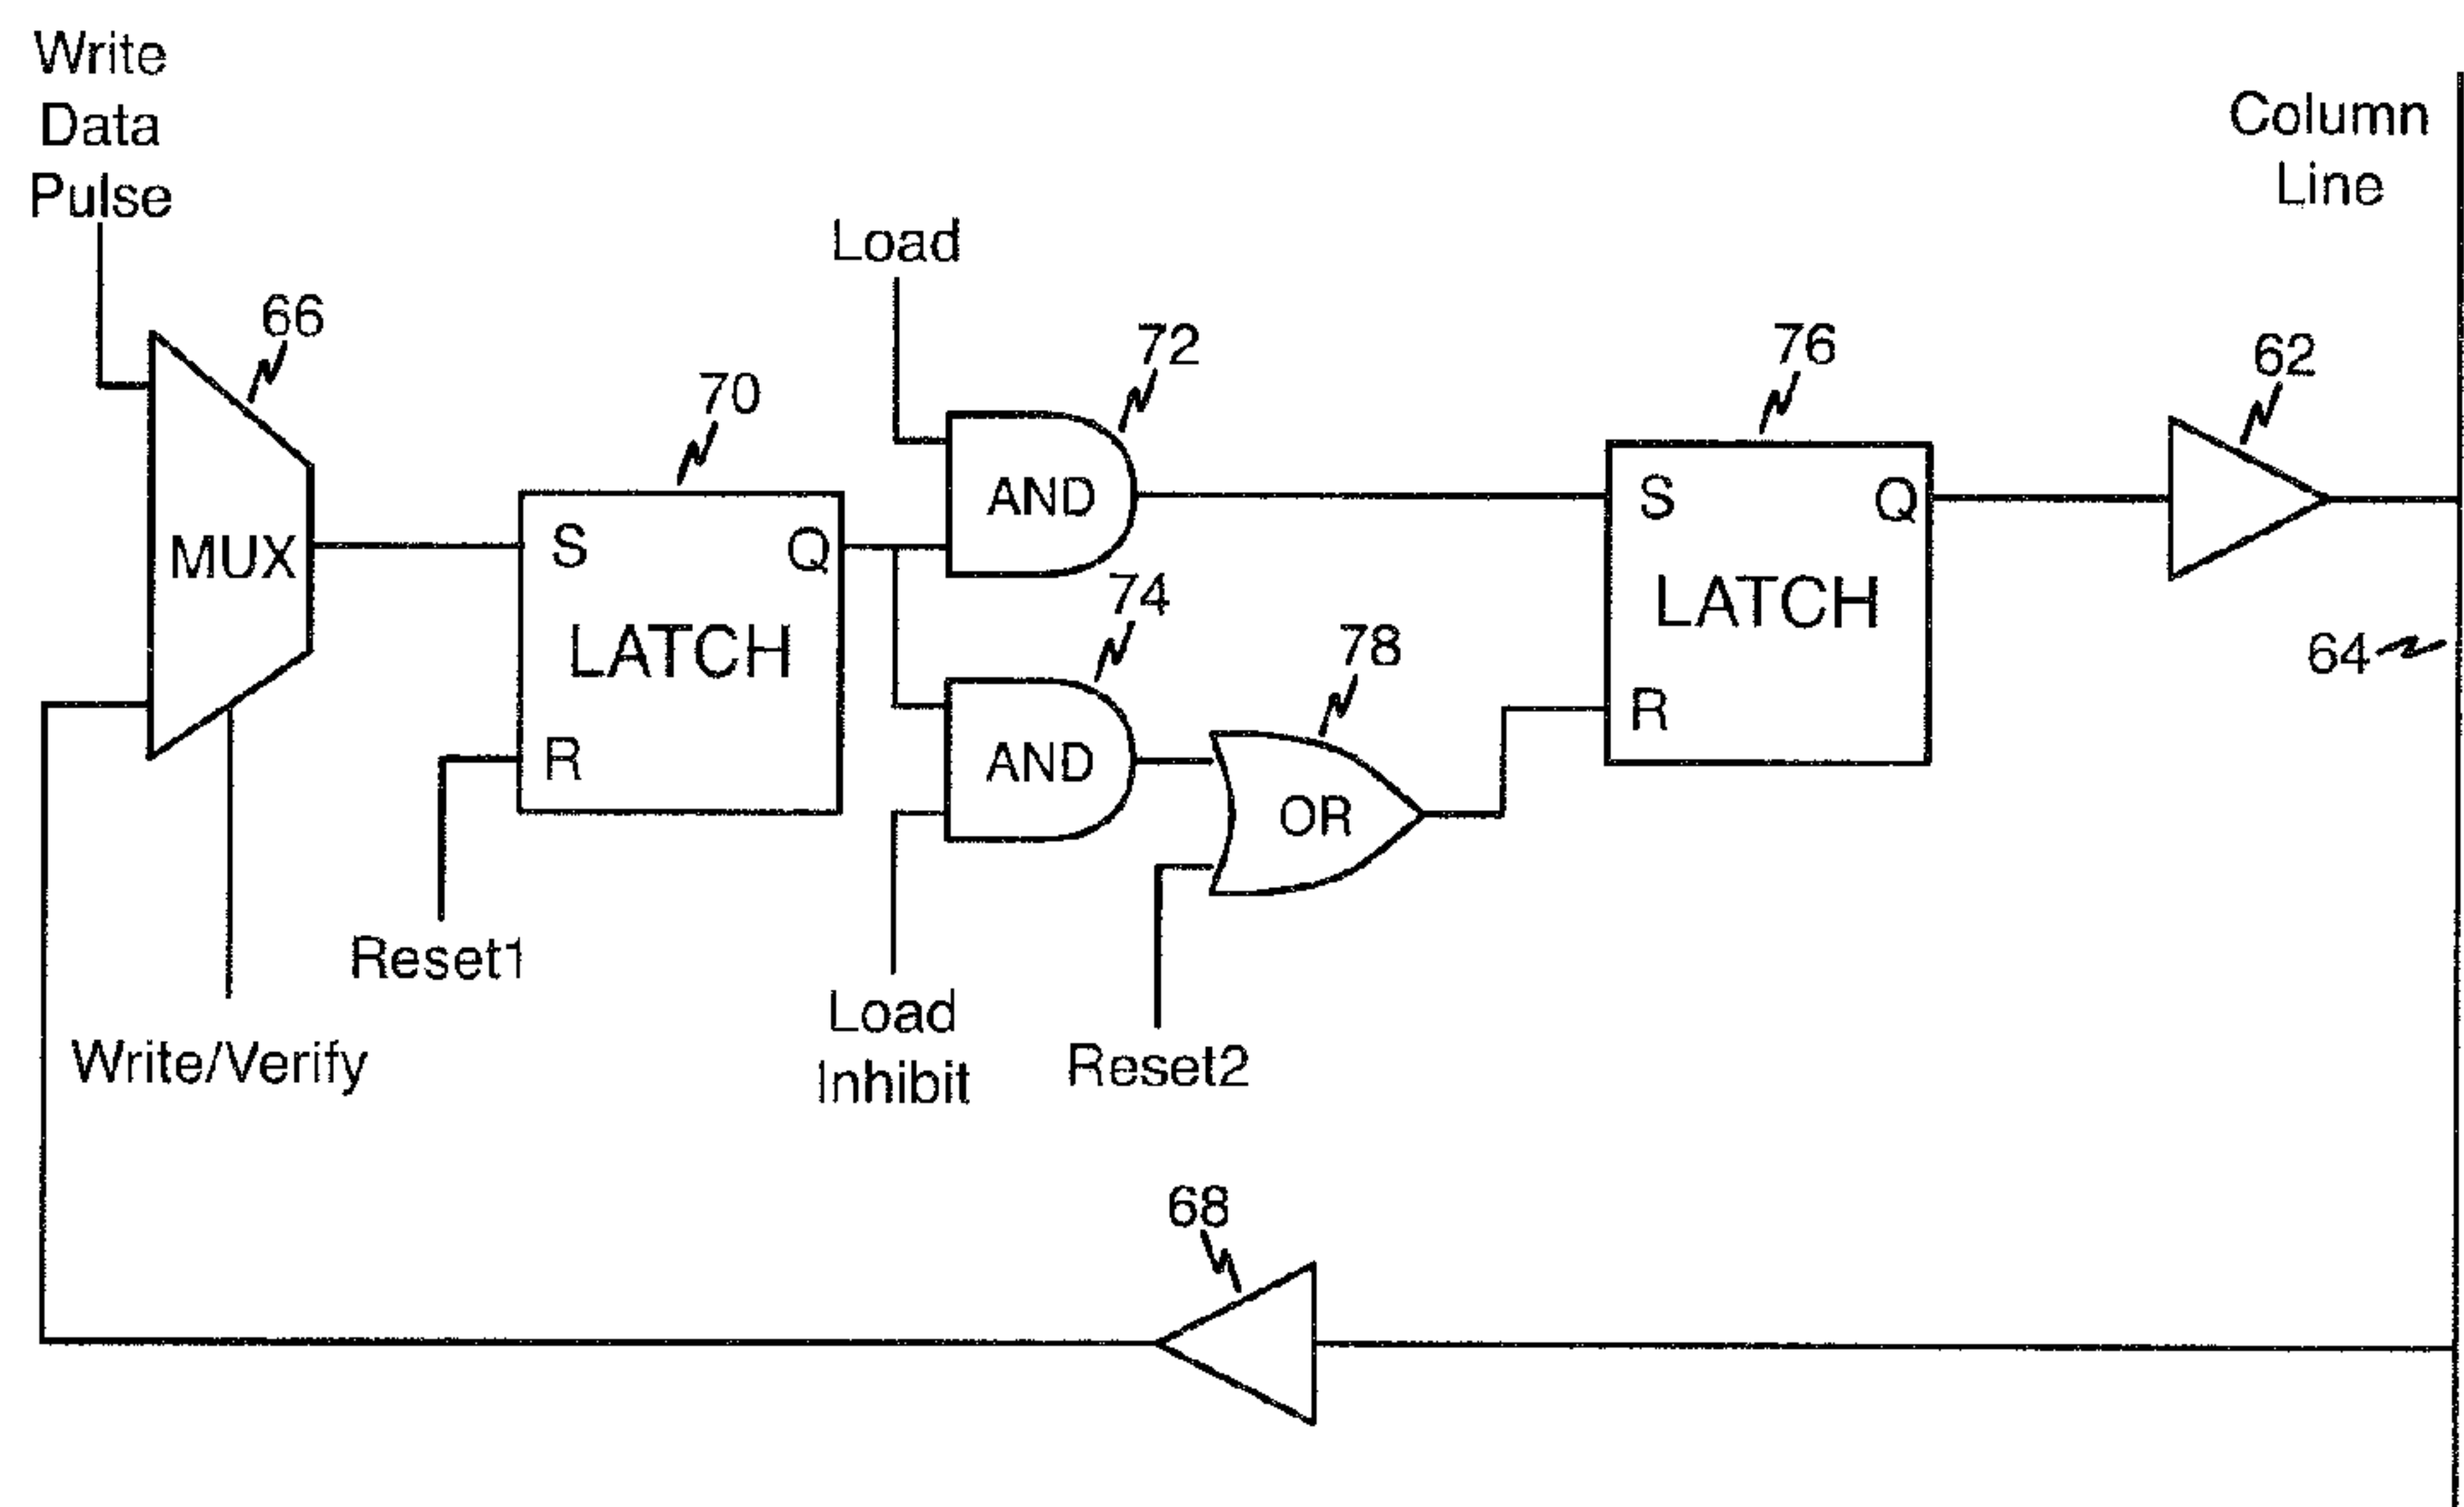 Write
Data
Pulse
Column
Line
Load
66
72
76
62
70
AND
S
Q
S
Q
MUX
LATCH
74
LATCH
78
64
R
R
AND
OR
Reset1
Load
Inhibit
Write/Verify
Reset2
68